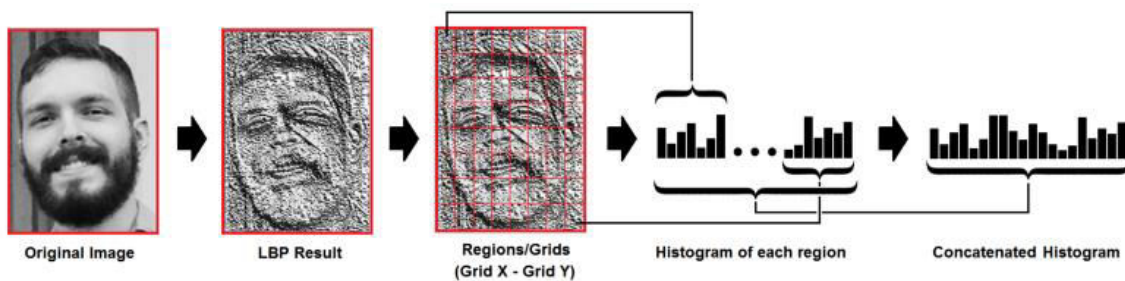 Original Image
LBP Result
Regions/Grids
(Grid X - Grid Y)
Histogram of each region
Concatenated Histogram